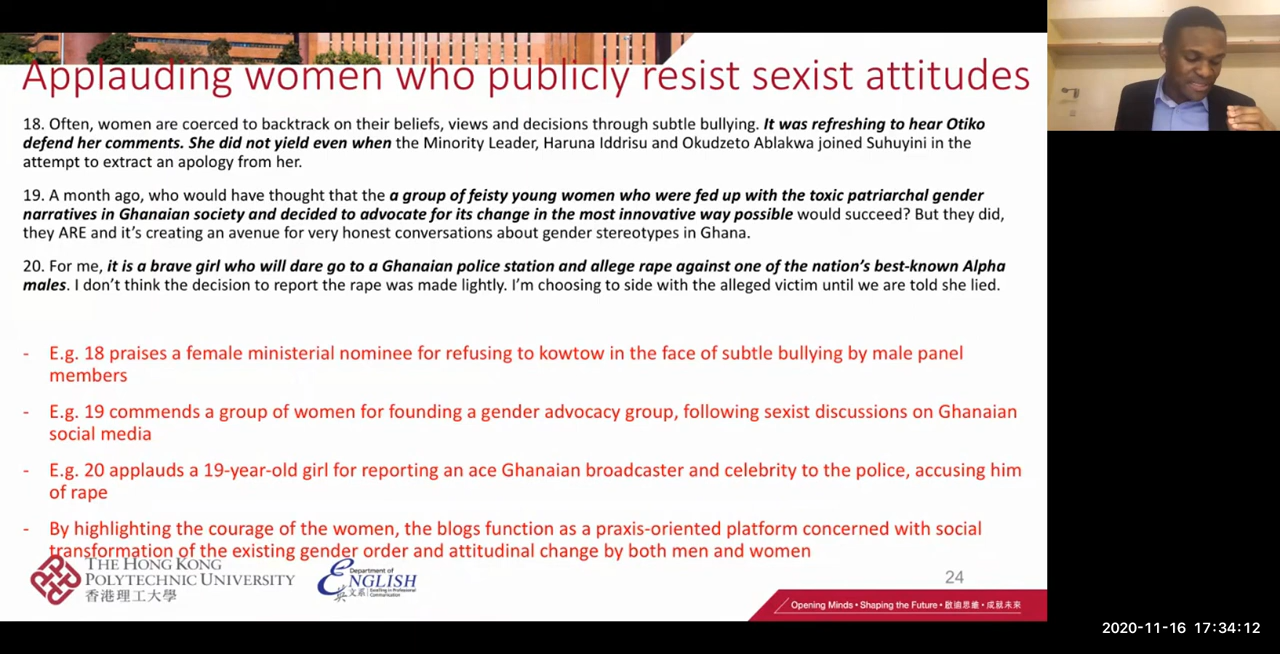 Applauding women who publicly resist sexist attitudes
18. Often, women are coerced to backtrack on their beliefs, views and decisions through subtle bullying. It was refreshing to hear Otiko
defend her comments. She did not yield even when the Minority Leader, Haruna Iddrisu and Okudzeto Ablakwa joined Suhuyini in the
attempt to extract an apology from her.
19. A month ago, who would have thought that the a group of feisty young women who were fed up with the toxic patriarchal gender
narratives in Ghanaian society and decided to advocate for its change in the most innovative way possible would succeed? But they did,
they ARE and it's creating an avenue for very honest conversations about gender stereotypes in Ghana.
20. For me, it is a brave girl who will dare go to a Ghanaian police station and allege rape against one of the nation's best-known Alpha
males. I don't think the decision to report the rape was made lightly. I'm choosing to side with the alleged victim until we are told she lied.
- E.g. 18 praises a female ministerial nominee for refusing to kowtow in the face of subtle bullying by male panel
members
- E.g. 19 commends a group of women for founding a gender advocacy group, following sexist discussions on Ghanaian
social media
- E.g. 20 applauds a 19-year-old girl for reporting an ace Ghanaian broadcaster and celebrity to the police, accusing him
of rape
- By highlighting the courage of the women, the blogs function as a praxis-oriented platform concerned with social
transformation of the existing gender order and attitudinal change by both men and women
THE HONG KONG
POLYTECHNIC UNIVERSITY
香港理工大學
Department of
ENGLISH
英文系 Excelling in Professional
Communication
24
Opening Minds • Shaping the Future • 啟迪思維 • 成就未來
2020-11-16 17:34:12